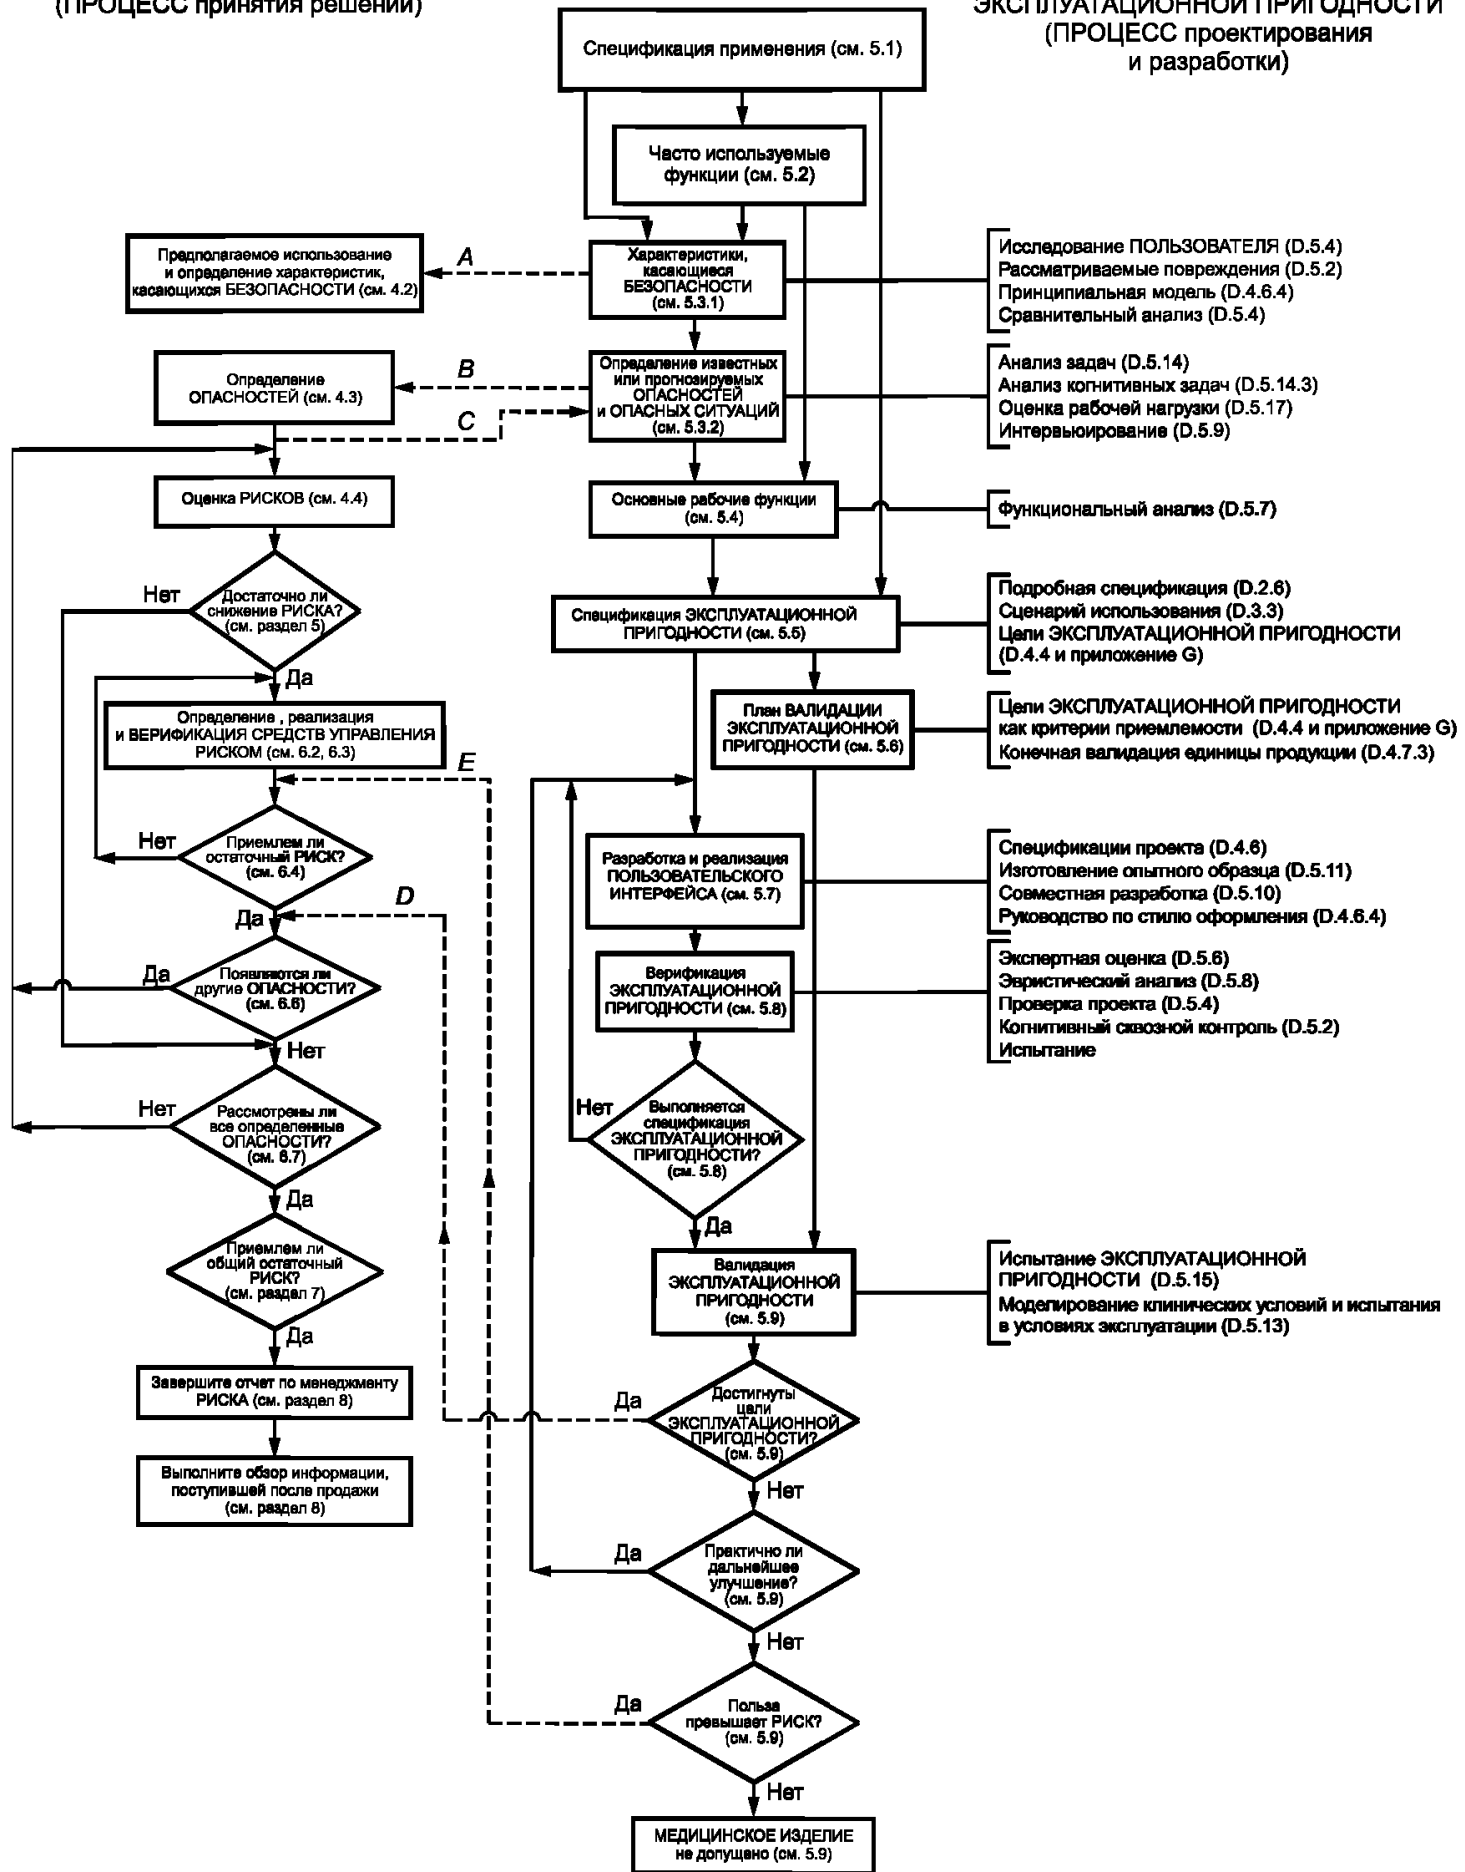 (ПРОЦЕСС принятия решений)
ЭКСПЛУАТАЦИОННОЙ ПРИГОДНОСТИ
(ПРОЦЕСС проектирования
и разработки)
Спецификация применения (см. 5.1)
Часто используемые
функции (см. 5.2)
Предполагаемое использование
и определение характеристик,
касающихся БЕЗОПАСНОСТИ (см. 4.2)
A
Характеристики,
касающиеся
БЕЗОПАСНОСТИ
(см. 5.3.1)
Исследование ПОЛЬЗОВАТЕЛЯ (D.5.4)
Рассматриваемые повреждения (D.5.2)
Принципиальная модель (D.4.6.4)
Сравнительный анализ (D.5.4)
Определение
ОПАСНОСТЕЙ (см. 4.3)
B
C
Определение известных
или прогнозируемых
ОПАСНОСТЕЙ
и ОПАСНЫХ СИТУАЦИЙ
(см. 5.3.2)
Анализ задач (D.5.14)
Анализ когнитивных задач (D.5.14.3)
Оценка рабочей нагрузки (D.5.17)
Интервьюирование (D.5.9)
Оценка РИСКОВ (см. 4.4)
Основные рабочие функции
(см. 5.4)
Функциональный анализ (D.5.7)
Нет
Достаточно ли
снижение РИСКА?
(см. раздел 5)
Да
Спецификация ЭКСПЛУАТАЦИОННОЙ
ПРИГОДНОСТИ (см. 5.5)
Подробная спецификация (D.2.6)
Сценарий использования (D.3.3)
Цели ЭКСПЛУАТАЦИОННОЙ ПРИГОДНОСТИ
(D.4.4 и приложение G)
Определение , реализация
и ВЕРИФИКАЦИЯ СРЕДСТВ УПРАВЛЕНИЯ
РИСКОМ (см. 6.2, 6.3)
План ВАЛИДАЦИИ
ЭКСПЛУАТАЦИОННОЙ
ПРИГОДНОСТИ (см. 5.6)
Цели ЭКСПЛУАТАЦИОННОЙ ПРИГОДНОСТИ
как критерии приемлемости (D.4.4 и приложение G)
Конечная валидация единицы продукции (D.4.7.3)
E
Нет
Приемлем ли
остаточный РИСК?
(см. 6.4)
Да
D
Разработка и реализация
ПОЛЬЗОВАТЕЛЬСКОГО
ИНТЕРФЕЙСА (см. 5.7)
Спецификации проекта (D.4.6)
Изготовление опытного образца (D.5.11)
Совместная разработка (D.5.10)
Руководство по стилю оформления (D.4.6.4)
Да
Появляются ли
другие ОПАСНОСТИ?
(см. 6.6)
Нет
Верификация
ЭКСПЛУАТАЦИОННОЙ
ПРИГОДНОСТИ (см. 5.8)
Экспертная оценка (D.5.6)
Эвристический анализ (D.5.8)
Проверка проекта (D.5.4)
Когнитивный сквозной контроль (D.5.2)
Испытание
Нет
Рассмотрены ли
все определенные
ОПАСНОСТИ?
(см. 6.7)
Да
Нет
Выполняется
спецификация
ЭКСПЛУАТАЦИОННОЙ
ПРИГОДНОСТИ?
(см. 5.8)
Да
Приемлем ли
общий остаточный
РИСК?
(см. раздел 7)
Да
Валидация
ЭКСПЛУАТАЦИОННОЙ
ПРИГОДНОСТИ
(см. 5.9)
Испытание ЭКСПЛУАТАЦИОННОЙ
ПРИГОДНОСТИ (D.5.15)
Моделирование клинических условий и испытания
в условиях эксплуатации (D.5.13)
Завершите отчет по менеджменту
РИСКА (см. раздел 8)
Да
Достигнуты
цели
ЭКСПЛУАТАЦИОННОЙ
ПРИГОДНОСТИ?
(см. 5.9)
Нет
Выполните обзор информации,
поступившей после продажи
(см. раздел 8)
Да
Практично ли
дальнейшее
улучшение?
(см. 5.9)
Нет
Да
Польза
превышает РИСК?
(см. 5.9)
Нет
МЕДИЦИНСКОЕ ИЗДЕЛИЕ
не допущено (см. 5.9)